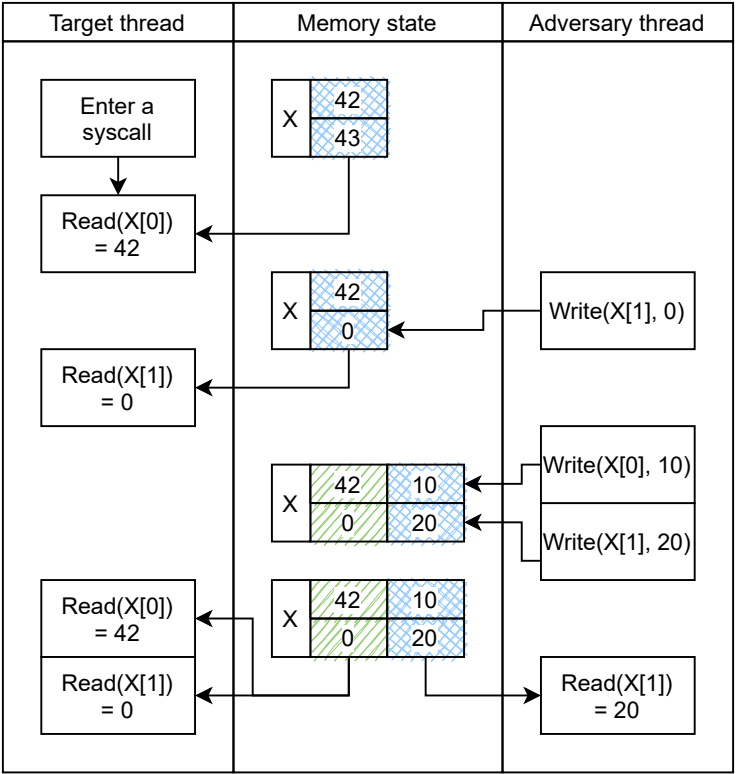 Target thread
Memory state
Adversary thread
Enter a
syscall
X
42
43
Read(X[0])
= 42
X
42
0
Write(X[1], 0)
Read(X[1])
= 0
X
42 10
0 20
Write(X[0], 10)
Write(X[1], 20)
Read(X[0])
= 42
X
42 10
0 20
Read(X[1])
= 0
Read(X[1])
= 20